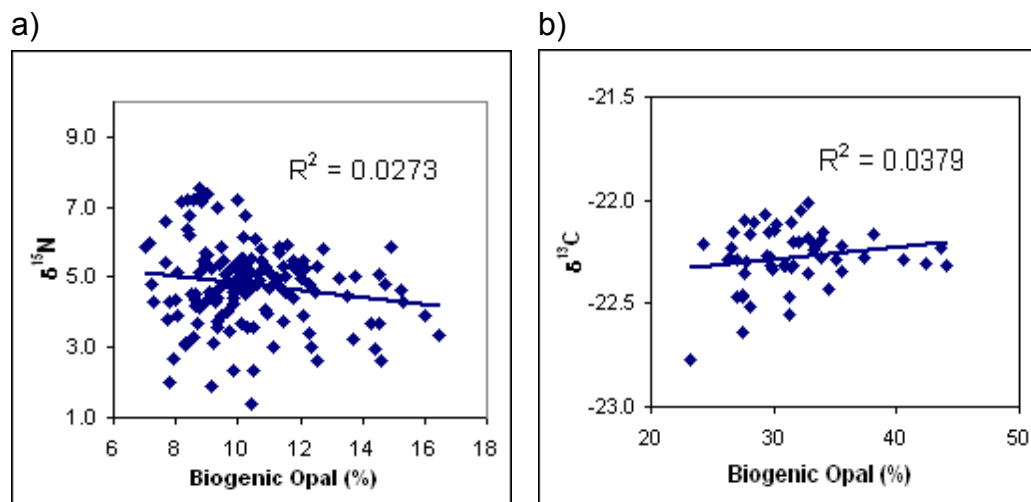 a)
9.0
7.0
5.0
3.0
1.0
δ¹⁵N
R² = 0.0273
6 8 10 12 14 16 18
Biogenic Opal (%)
b)
-21.5
-22.0
-22.5
-23.0
δ¹³C
R² = 0.0379
20 30 40 50
Biogenic Opal (%)